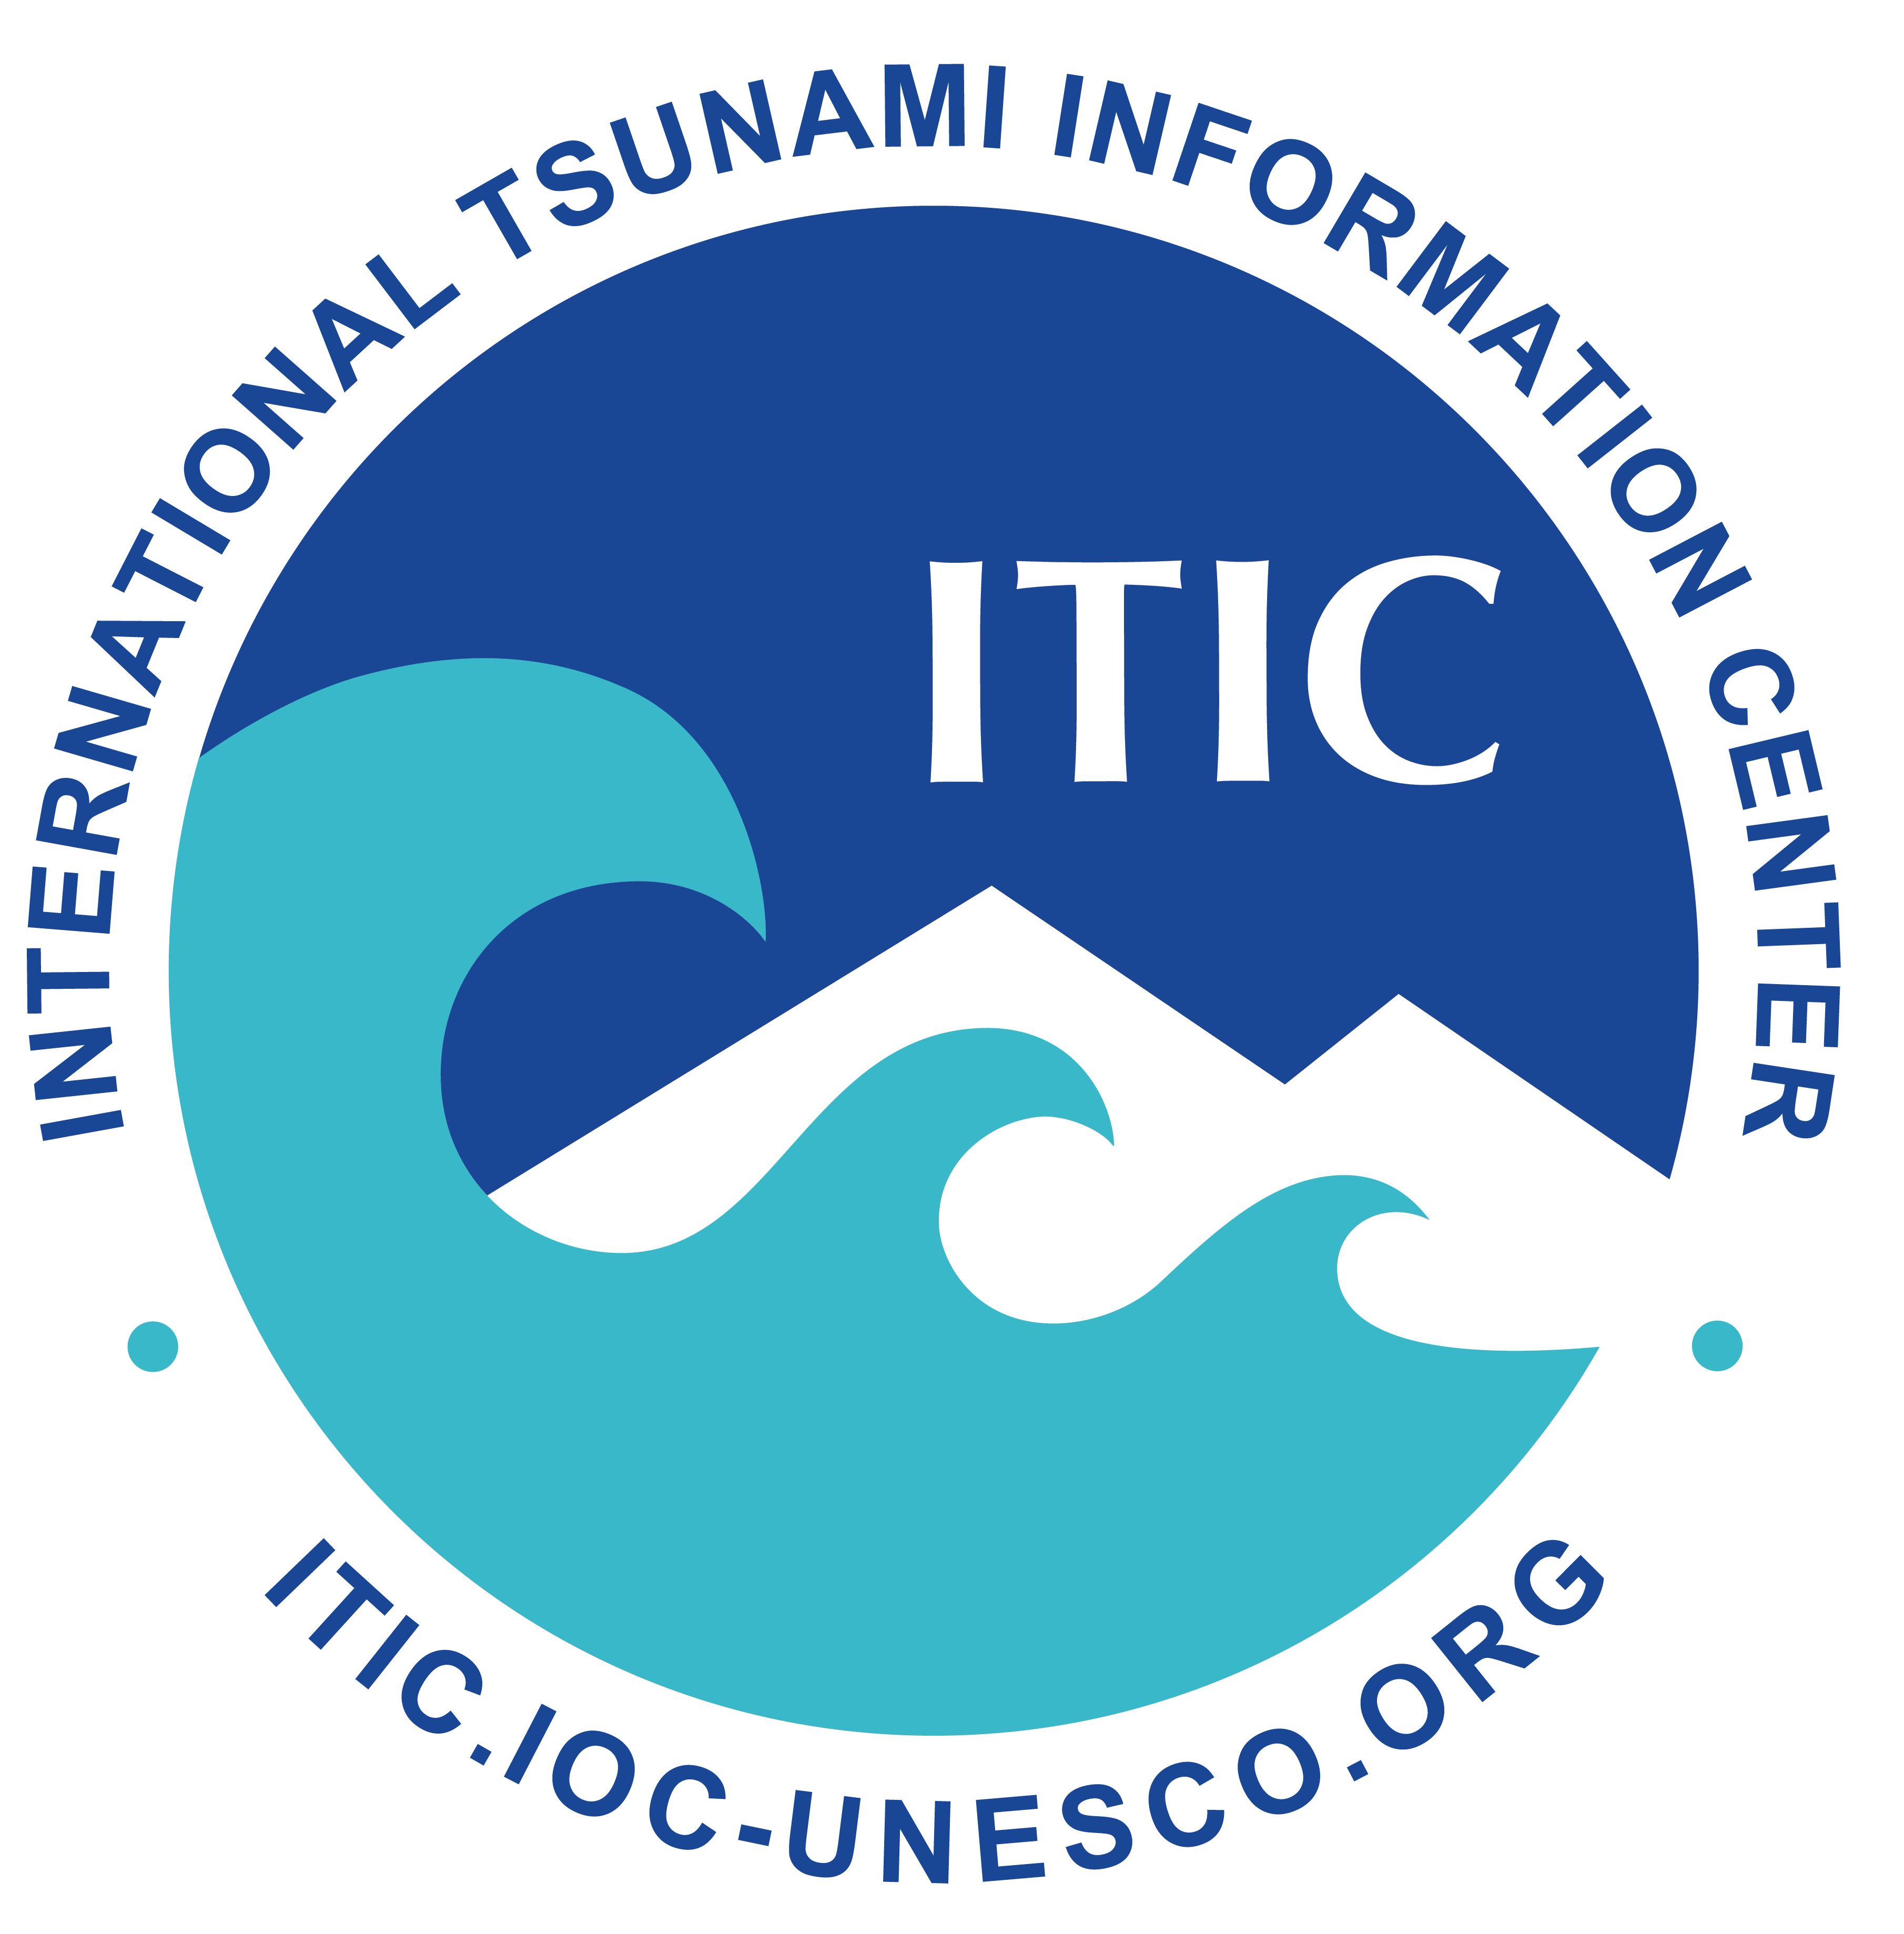 INTERNATIONAL TSUNAMI INFORMATION CENTER
ITIC
ITIC.IOC-UNESCO.ORG